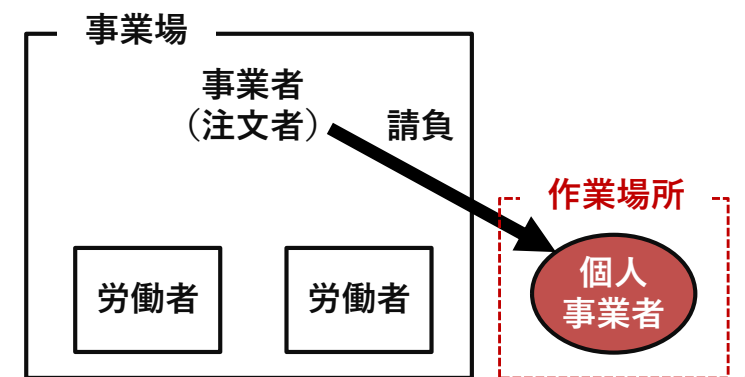 事業場
事業者
（注文者）
請負
作業場所
個人
事業者
労働者
労働者